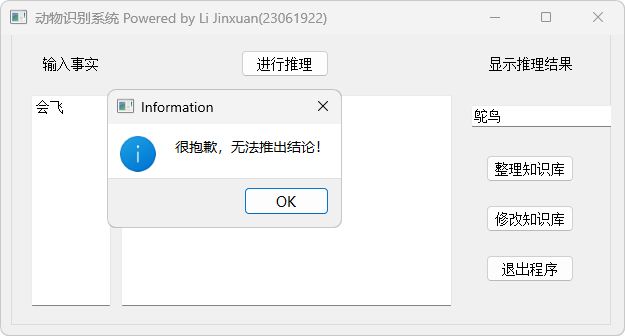 动物识别系统 Powered by Li Jinxuan(23061922)
输入事实
进行推理
显示推理结果
会飞
Information
很抱歉，无法推出结论！
OK
鸵鸟
整理知识库
修改知识库
退出程序